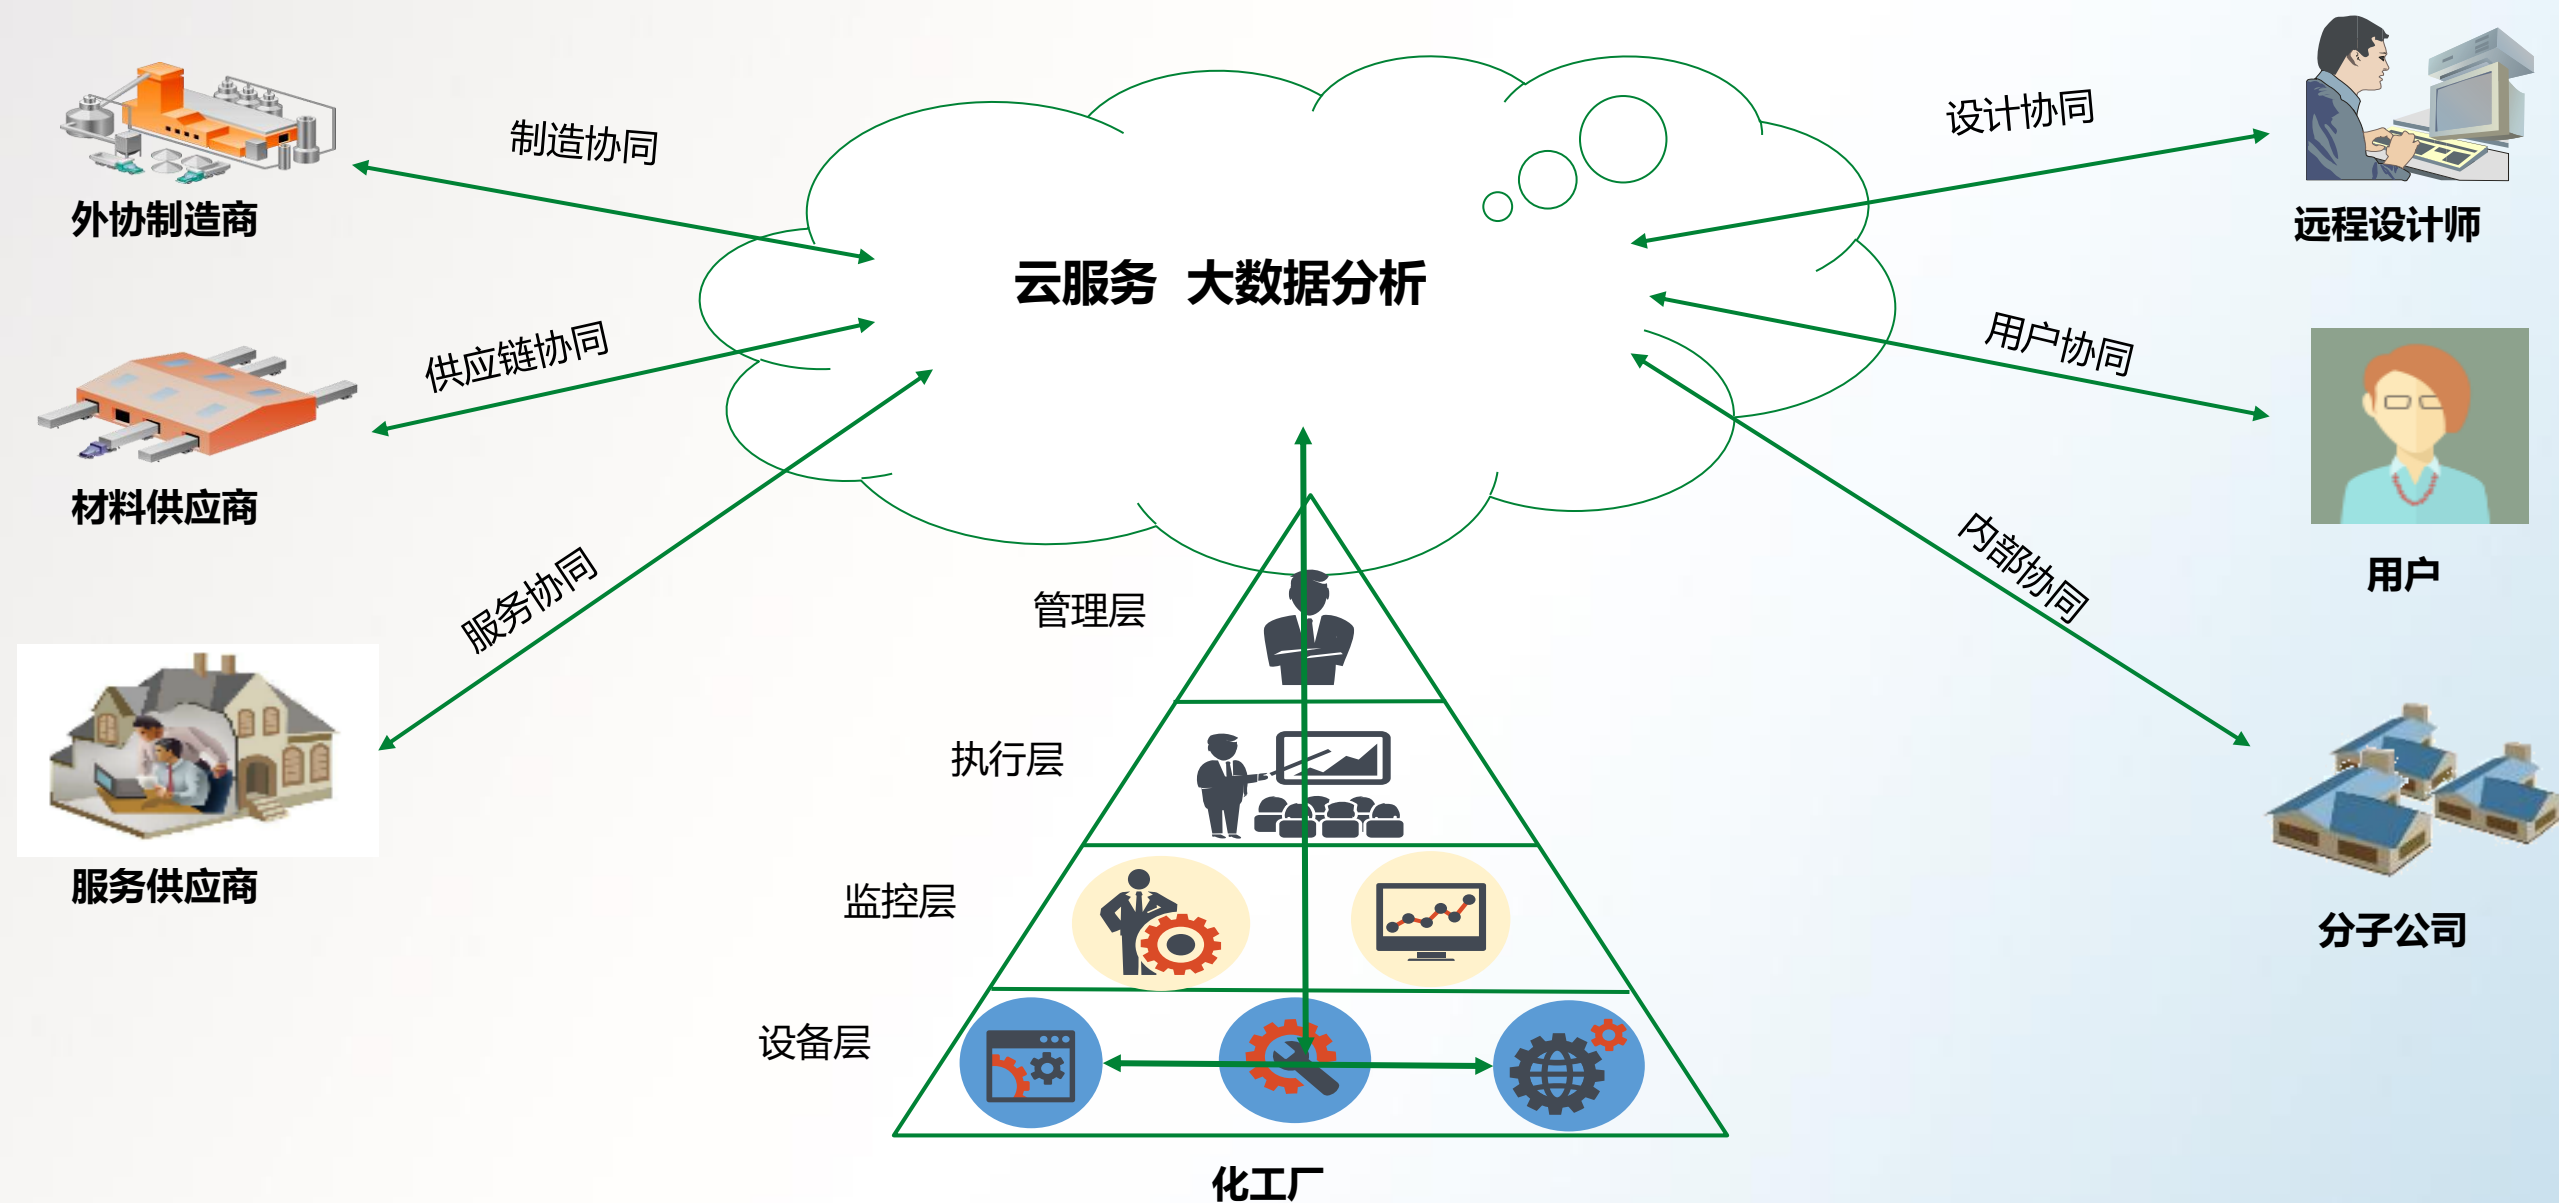 制造协同
设计协同
外协制造商
远程设计师
云服务 大数据分析
供应链协同
用户协同
材料供应商
用户
服务协同
内部协同
管理层
执行层
服务供应商
监控层
分子公司
设备层
化工厂